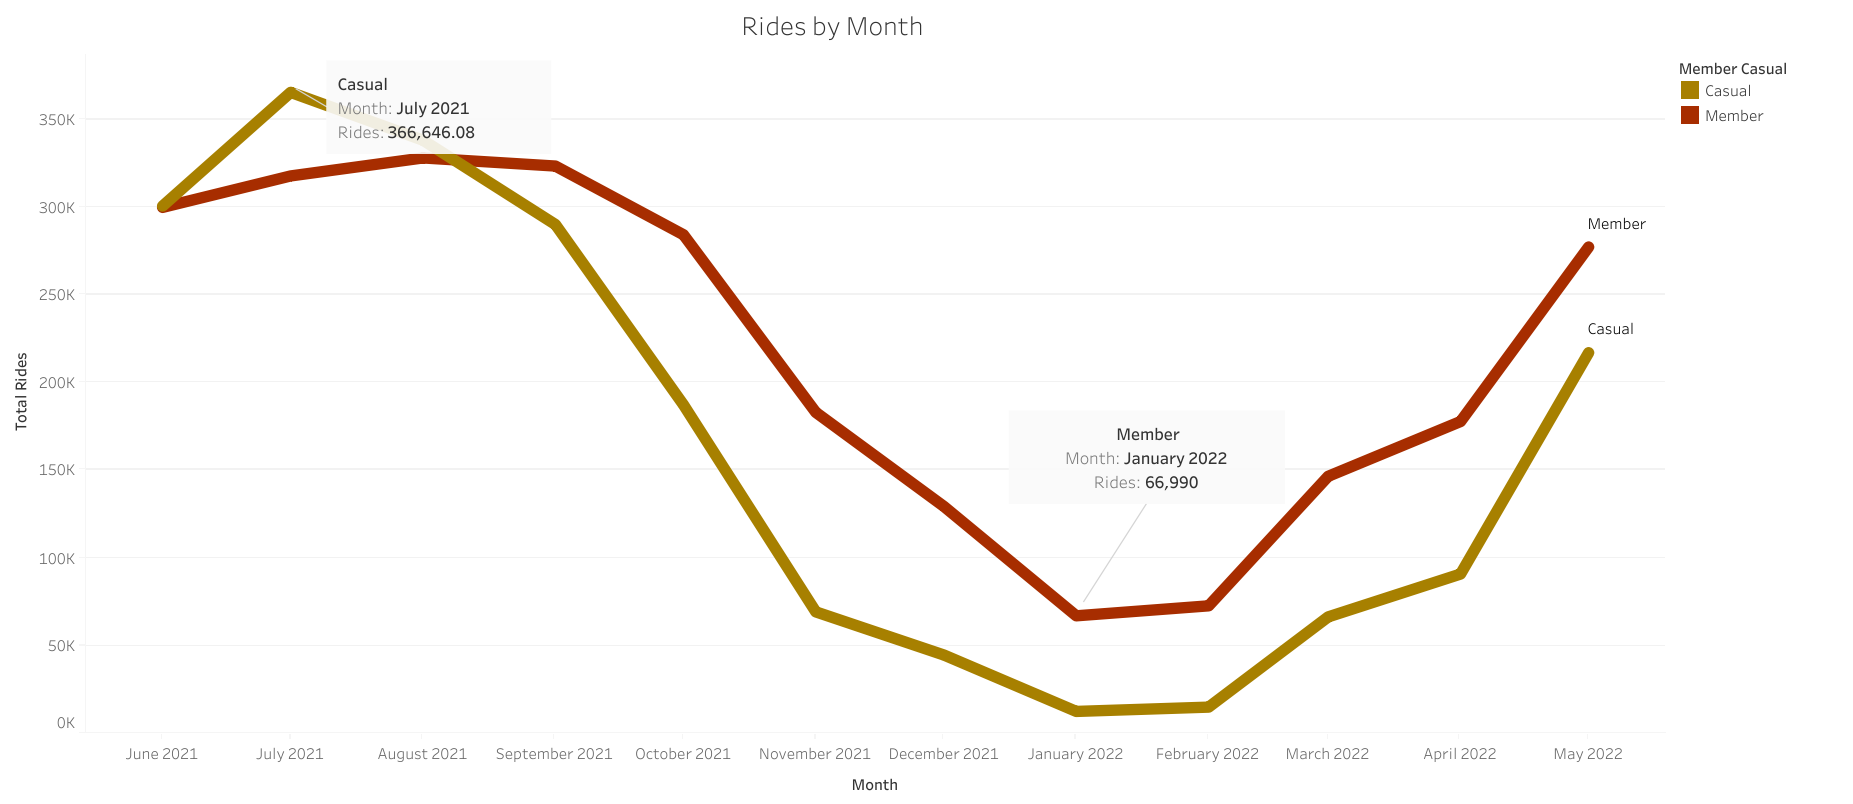 Rides by Month
Member Casual
Casual
Member
Casual
Month: July 2021
Rides: 366,646.08
350K
300K
250K
200K
150K
100K
50K
0K
Total Rides
Member
Casual
Member
Month: January 2022
Rides: 66,990
June 2021
July 2021
August 2021
September 2021
October 2021
November 2021
December 2021
January 2022
February 2022
March 2022
April 2022
May 2022
Month